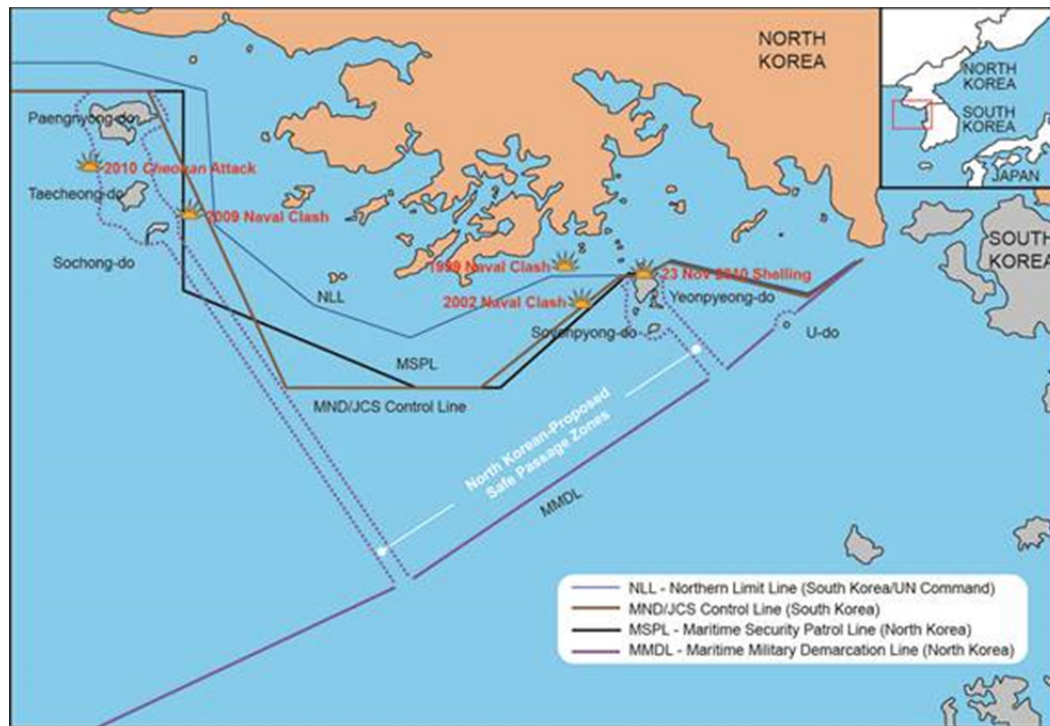 NORTH
KOREA
NORTH
KOREA
SOUTH
KOREA
JAPAN
Paengnyong-do
2010 Cheonan Attack
Taecheong-do
2009 Naval Clash
SOUTH
KOREA
Sochong-do
1999 Naval Clash
23 Nov 2010 Shelling
NLL
2002 Naval Clash
Yeonpyeong-do
Soyenpyong-do
U-do
MSPL
MND/JCS Control Line
North Korean-Proposed
Safe Passage Zones
MMDL
NLL - Northern Limit Line (South Korea/UN Command)
MND/JCS Control Line (South Korea)
MSPL - Maritime Security Patrol Line (North Korea)
MMDL - Maritime Military Demarcation Line (North Korea)